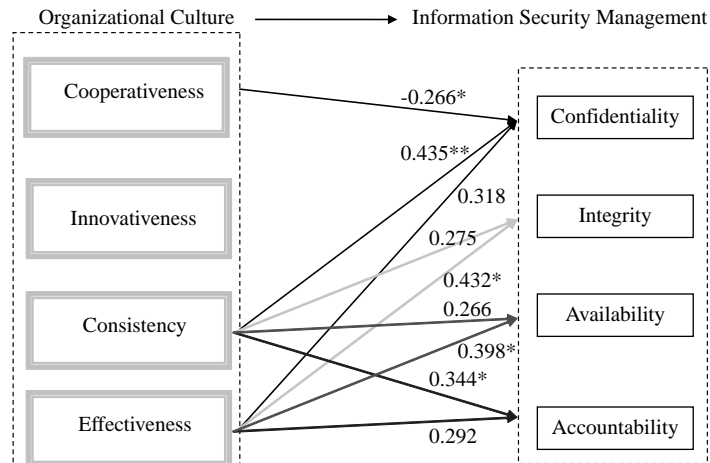 Organizational Culture
Information Security Management
Cooperativeness
-0.266*
Confidentiality
0.435**
0.318
Innovativeness
Integrity
0.275
0.432*
Consistency
0.266
Availability
0.398*
0.344*
Effectiveness
0.292
Accountability